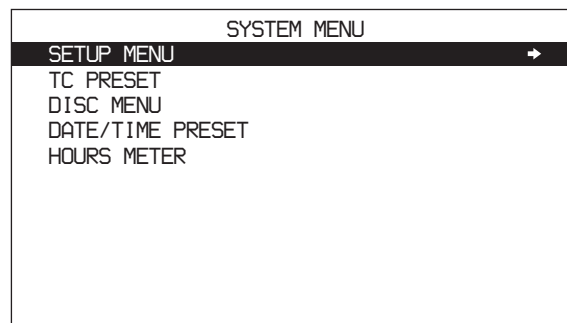 SYSTEM MENU
SETUP MENU
TC PRESET
DISC MENU
DATE/TIME PRESET
HOURS METER